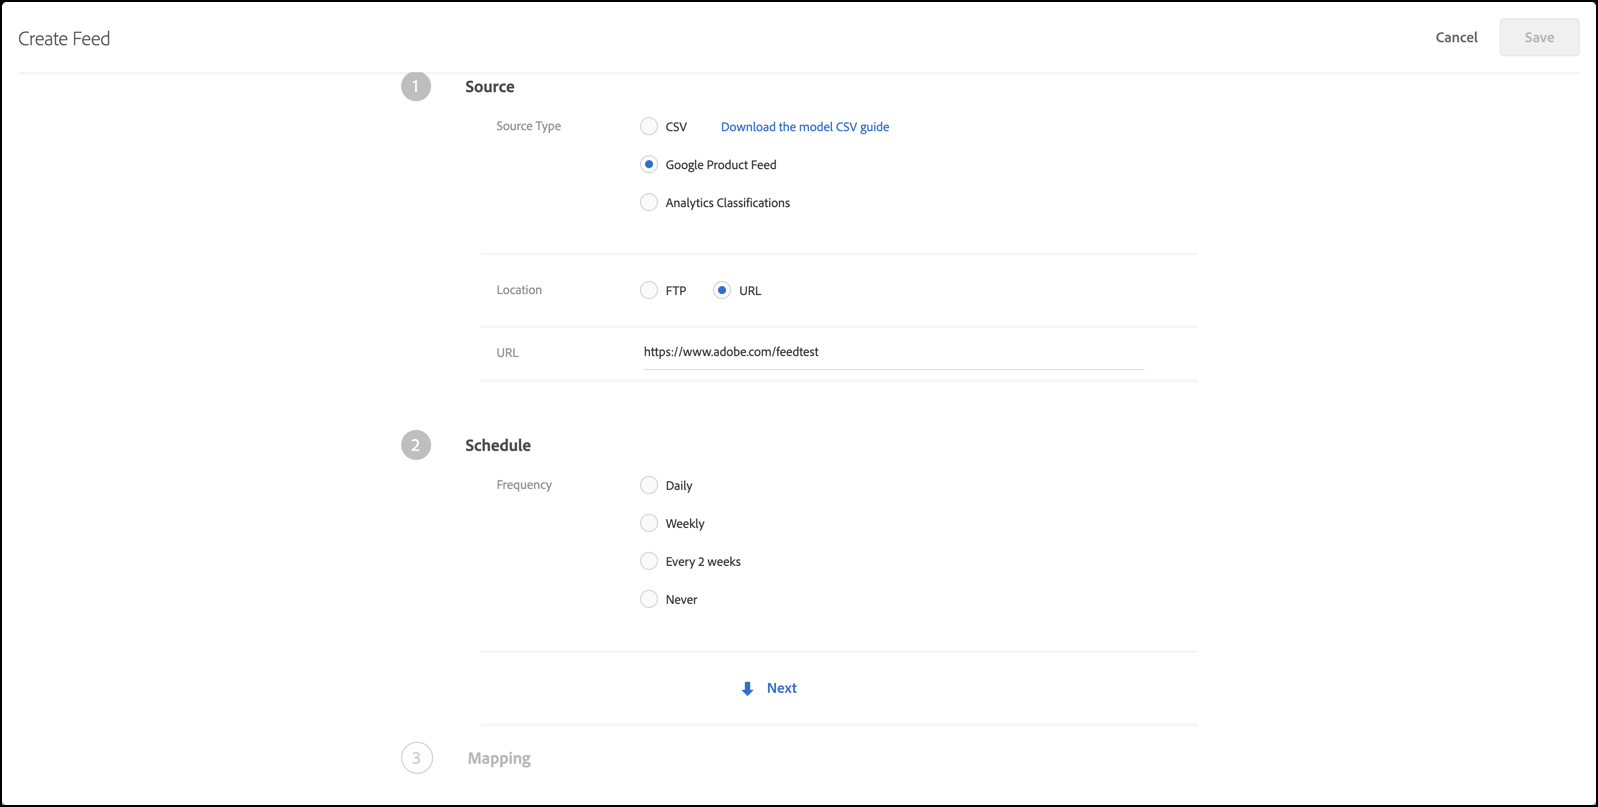 Create Feed
Cancel
Save
1
Source
Source Type
CSV
Download the model CSV guide
Google Product Feed
Analytics Classifications
Location
FTP
URL
URL
https://www.adobe.com/feedtest
2
Schedule
Frequency
Daily
Weekly
Every 2 weeks
Never
Next
3
Mapping